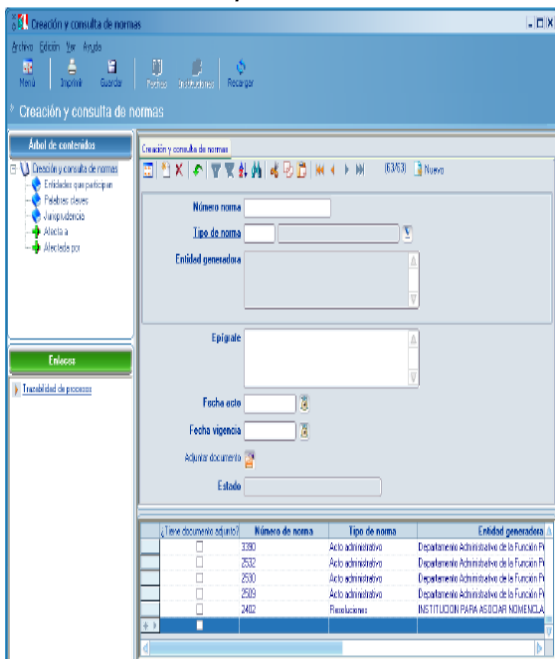 Creación y consulta de normas
Archivo Edición Ver Ayuda
Menú Imprimir Guardar Fechas Instituciones Recargar
Creación y consulta de normas
Árbol de contenidos
Creación y consulta de normas
Entidades que participan
Palabras claves
Jurisprudencia
Afecta a
Afectada por
Enlaces
Trazabilidad de procesos
Creación y consulta de normas
(63/63) Nuevo
Número norma
Tipo de norma
Entidad generadora
Epígrafe
Fecha acto
Fecha vigencia
Adjuntar documento
Estado
¿Tiene documento adjunto? Número de norma Tipo de norma Entidad generadora
3390 Acto administrativo Departamento Administrativo de la Función P
2532 Acto administrativo Departamento Administrativo de la Función P
2530 Acto administrativo Departamento Administrativo de la Función P
2509 Acto administrativo Departamento Administrativo de la Función P
2402 Resoluciones INSTITUCION PARA ASOCIAR NOMENCLA